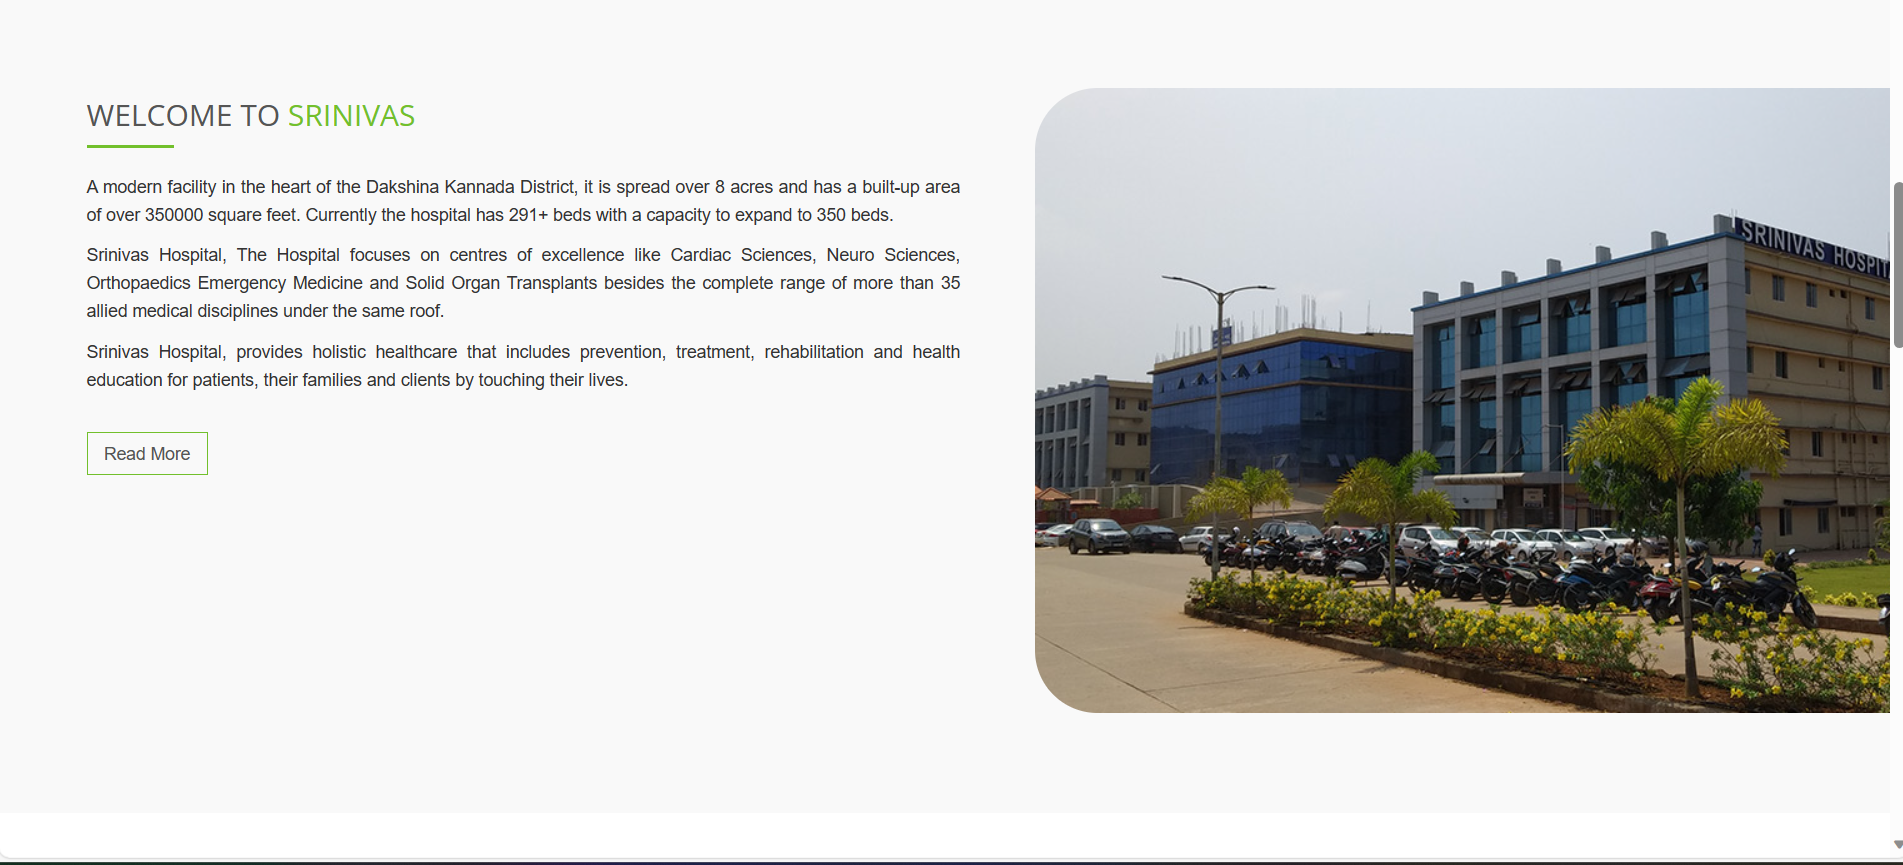 WELCOME TO SRINIVAS
A modern facility in the heart of the Dakshina Kannada District, it is spread over 8 acres and has a built-up area
of over 350000 square feet. Currently the hospital has 291+ beds with a capacity to expand to 350 beds.
Srinivas Hospital, The Hospital focuses on centres of excellence like Cardiac Sciences, Neuro Sciences,
Orthopaedics Emergency Medicine and Solid Organ Transplants besides the complete range of more than 35
allied medical disciplines under the same roof.
Srinivas Hospital, provides holistic healthcare that includes prevention, treatment, rehabilitation and health
education for patients, their families and clients by touching their lives.
Read More
SRINIVAS HOSPITA